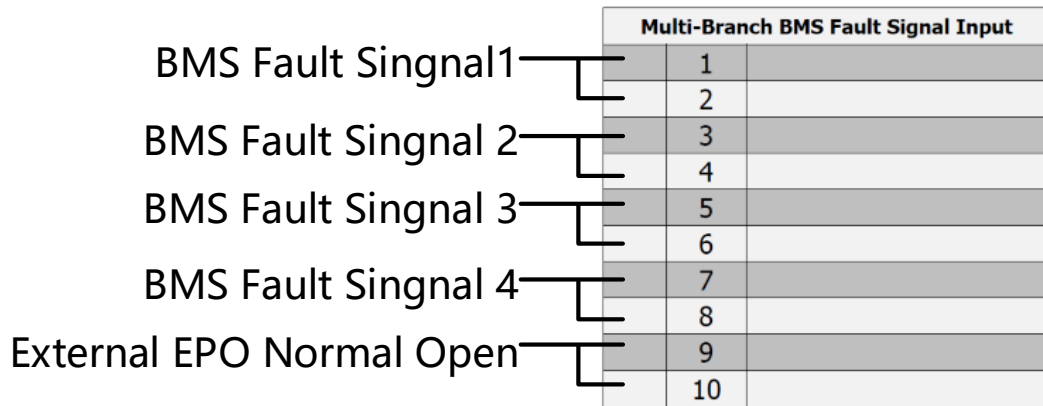 Multi-Branch BMS Fault Signal Input
BMS Fault Singnal1 1
2
BMS Fault Singnal 2 3
4
BMS Fault Singnal 3 5
6
BMS Fault Singnal 4 7
8
External EPO Normal Open 9
10